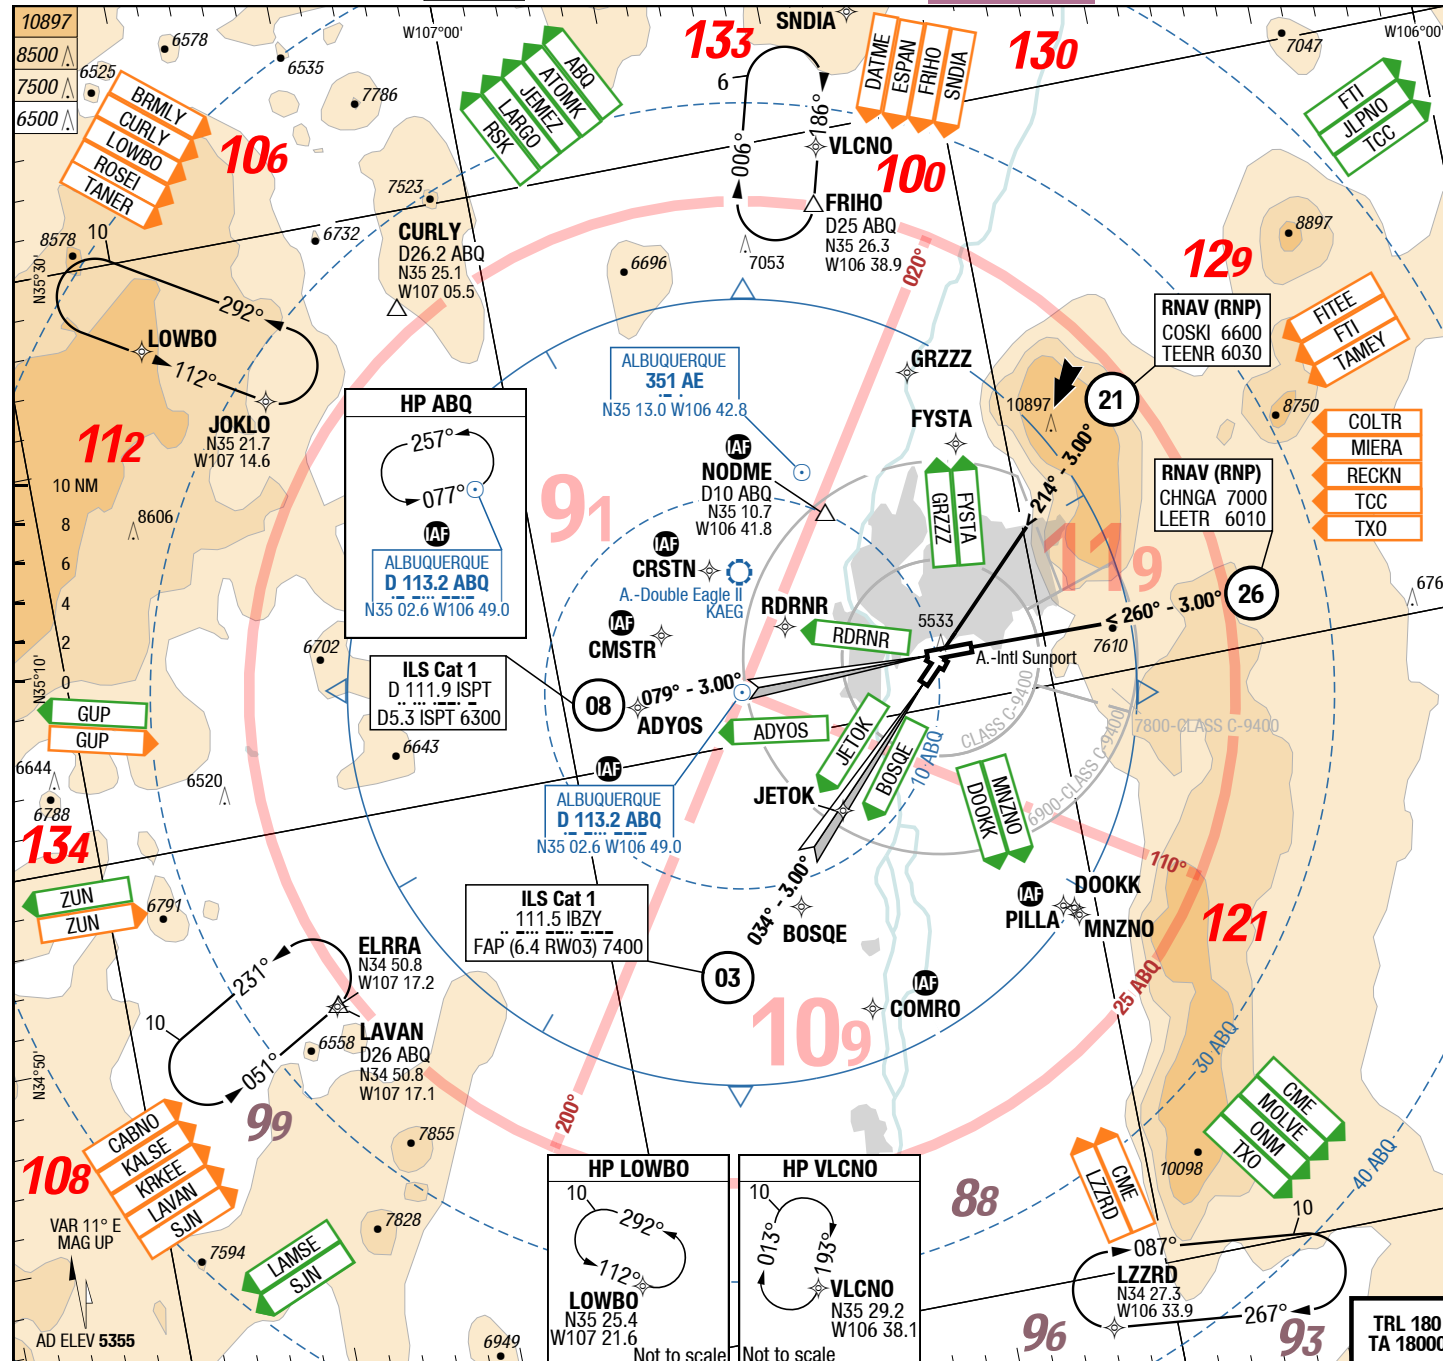 10897
8500
7500
6500
6578
6525
6535
7786
W107°00'
SNDIA
7047
W106°00'
133
130
106
100
129
112
91
119
134
121
109
108
99
88
96
93
BRMLY
CURLY
LOWBO
ROSEI
TANER
ABQ
ATOMK
JEMEZ
LARGO
RSK
DATME
ESPAN
FRIHO
SNDIA
FTI
JLPNO
TCC
6
006°
186°
VLCNO
FRIHO
D25 ABQ
N35 26.3
W106 38.9
7053
020°
7523
6732
CURLY
D26.2 ABQ
N35 25.1
W107 05.5
6696
8578
10
N35°30'
292°
LOWBO
112°
JOKLO
N35 21.7
W107 14.6
8897
FITEE
FTI
TAMEY
8750
COLTR
MIERA
RECKN
TCC
TXO
RNAV (RNP)
COSKI 6600
TEENR 6030
21
10897
< 214° - 3.00°
RNAV (RNP)
CHNGA 7000
LEETR 6010
26
< 260° - 3.00°
7610
GRZZZ
FYSTA
GRZZZ
FYSTA
ALBUQUERQUE
351 AE
N35 13.0 W106 42.8
IAF
NODME
D10 ABQ
N35 10.7
W106 41.8
IAF
CRSTN
A.-Double Eagle II
KAEG
IAF
CMSTR
RDRNR
RDRNR
5533
A.-Intl Sunport
HP ABQ
257°
077°
IAF
ALBUQUERQUE
D 113.2 ABQ
N35 02.6 W106 49.0
10 NM
8
6
4
2
0
N35°10'
8606
6702
ILS Cat 1
D 111.9 ISPT
D5.3 ISPT 6300
08
079° - 3.00°
ADYOS
ADYOS
JETOK
BOSQE
10 ABQ
CLASS C-9400
6900-CLASS C-9400
7800-CLASS C-9400
GUP
GUP
6643
6644
6788
6520
IAF
ALBUQUERQUE
D 113.2 ABQ
N35 02.6 W106 49.0
JETOK
DOOKK
MNZNO
110°
ZUN
ZUN
6791
ILS Cat 1
111.5 IBZY
FAP (6.4 RW03) 7400
034° - 3.00°
03
BOSQE
IAF
PILLA
DOOKK
MNZNO
IAF
COMRO
25 ABQ
30 ABQ
40 ABQ
ELRRA
N34 50.8
W107 17.2
LAVAN
D26 ABQ
N34 50.8
W107 17.1
231°
10
051°
6558
N34°50'
200°
7855
7828
7594
6949
CABNO
KALSE
KRKEE
LAVAN
SJN
LAMSE
SJN
VAR 11° E
MAG UP
AD ELEV 5355
HP LOWBO
10
292°
112°
LOWBO
N35 25.4
W107 21.6
Not to scale
HP VLCNO
10
013°
193°
VLCNO
N35 29.2
W106 38.1
Not to scale
CME
LZZRD
10098
CME
MOLVE
ONM
TXO
10
087°
LZZRD
N34 27.3
W106 33.9
267°
TRL 180
TA 18000
676